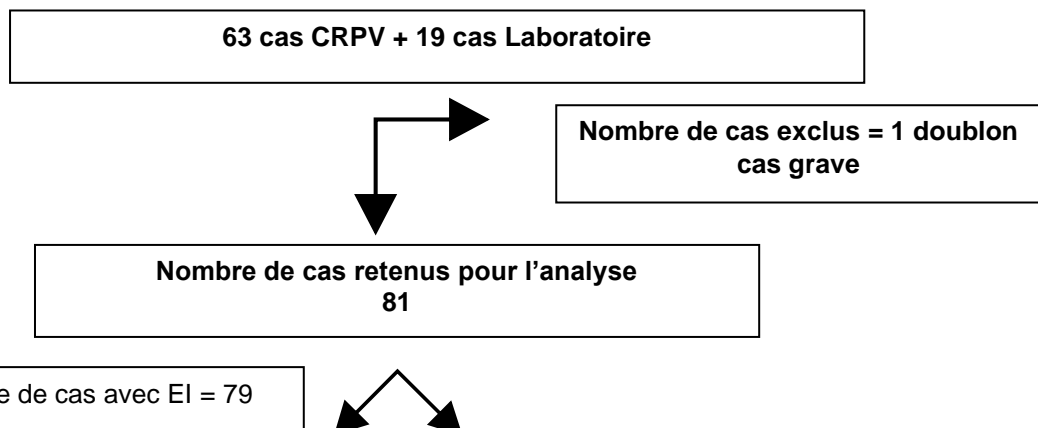 63 cas CRPV + 19 cas Laboratoire
Nombre de cas exclus = 1 doublon
cas grave
Nombre de cas retenus pour l'analyse
81
de cas avec EI = 79